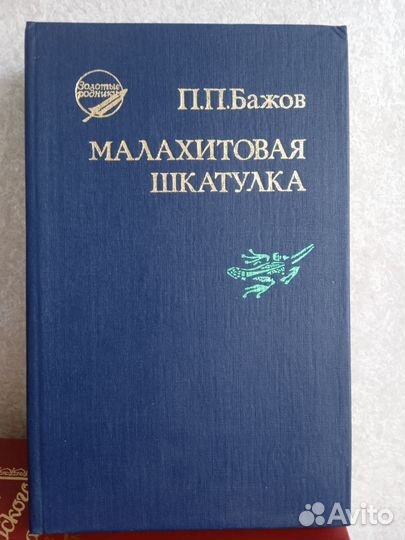 Золотые
родники
П.П.Бажов
МАЛАХИТОВАЯ
ШКАТУЛКА
Avito